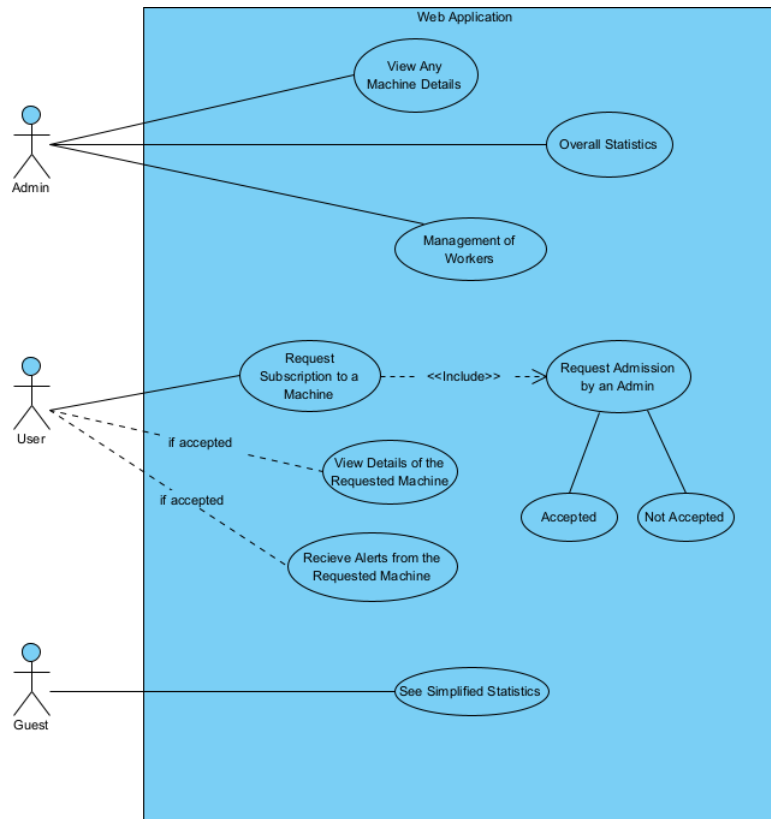 Web Application
View Any
Machine Details
Overall Statistics
Admin
Management of
Workers
Request
Subscription to a
Machine
<<Include>>
Request Admission
by an Admin
User
if accepted
View Details of the
Requested Machine
if accepted
Accepted
Not Accepted
Recieve Alerts from the
Requested Machine
See Simplified Statistics
Guest